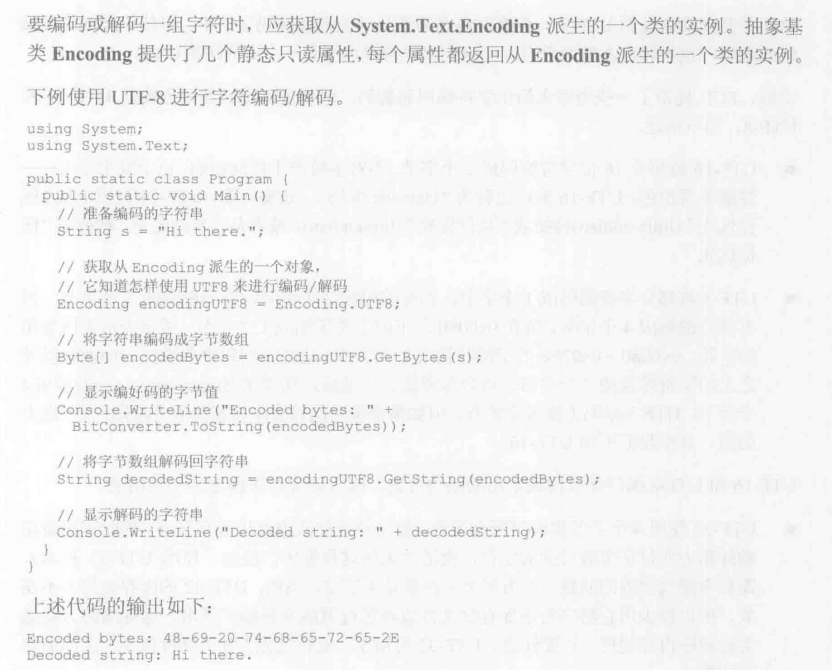 要编码或解码一组字符时，应获取从 System.Text.Encoding 派生的一个类的实例。抽象基
类 Encoding 提供了几个静态只读属性，每个属性都返回从 Encoding 派生的一个类的实例。
下例使用 UTF-8 进行字符编码/解码。
using System;
using System.Text;
public static class Program {
public static void Main() {
// 准备编码的字符串
String s = "Hi there.";
// 获取从 Encoding 派生的一个对象，
// 它知道怎样使用 UTF8 来进行编码/解码
Encoding encodingUTF8 = Encoding.UTF8;
// 将字符串编码成字节数组
Byte[] encodedBytes = encodingUTF8.GetBytes(s);
// 显示编好码的字节值
Console.WriteLine("Encoded bytes: " +
BitConverter.ToString(encodedBytes));
// 将字节数组解码回字符串
String decodedString = encodingUTF8.GetString(encodedBytes);
// 显示解码的字符串
Console.WriteLine("Decoded string: " + decodedString);
}
}
上述代码的输出如下：
Encoded bytes: 48-69-20-74-68-65-72-65-2E
Decoded string: Hi there.